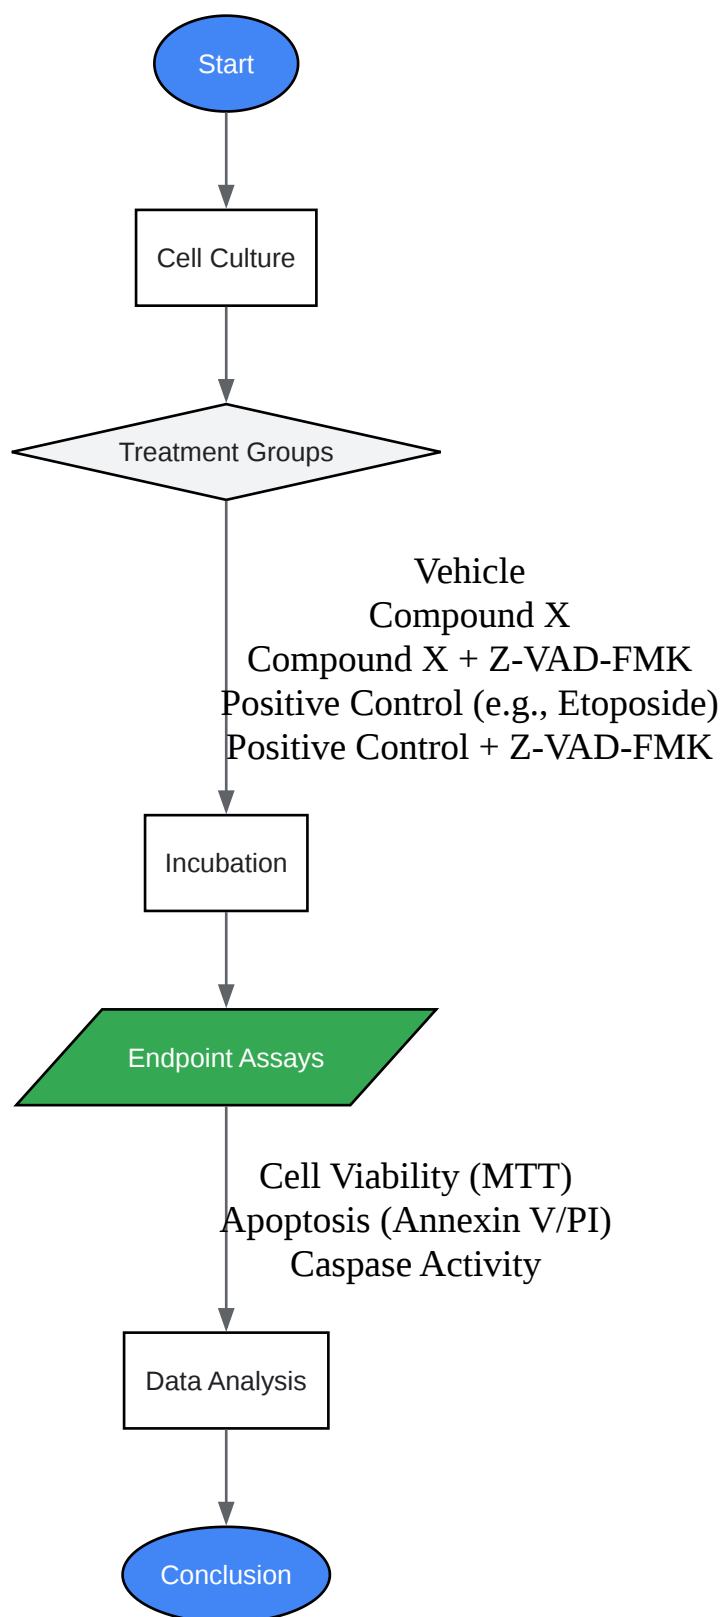 Start
Cell Culture
Treatment Groups
Vehicle
Compound X
Compound X + Z-VAD-FMK
Positive Control (e.g., Etoposide)
Positive Control + Z-VAD-FMK
Incubation
Endpoint Assays
Cell Viability (MTT)
Apoptosis (Annexin V/PI)
Caspase Activity
Data Analysis
Conclusion